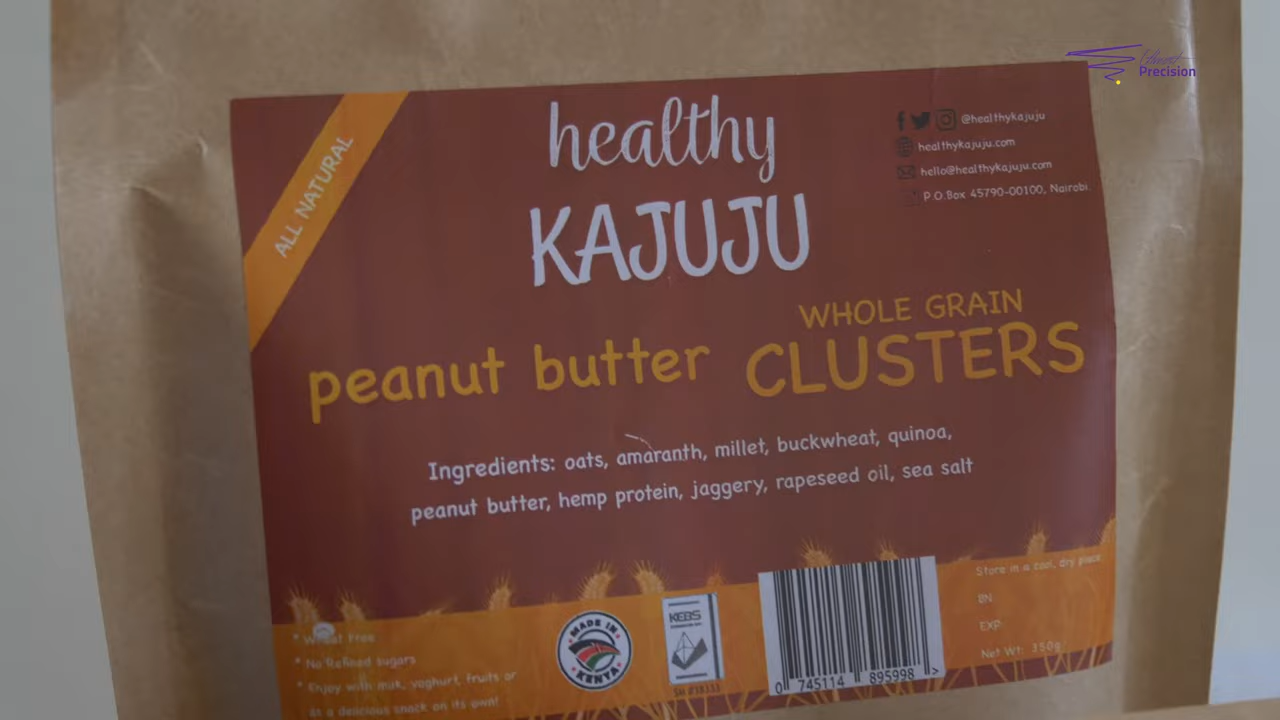 Precision
ALL NATURAL
healthy
KAJUJU
@healthykajuju
healthykajuju.com
hello@healthykajuju.com
P.O.Box 45790-00100, Nairobi.
peanut butter
WHOLE GRAIN
CLUSTERS
Ingredients: oats, amaranth, millet, buckwheat, quinoa,
peanut butter, hemp protein, jaggery, rapeseed oil, sea salt
* Wheat Free
* No Refined sugars
* Enjoy with milk, yoghurt, fruits or
as a delicious snack on its own!
MADE IN
KENYA
KEBS
0 745114 895998 >
Store in a cool, dry place.
BN:
EXP:
Net Wt: 350g